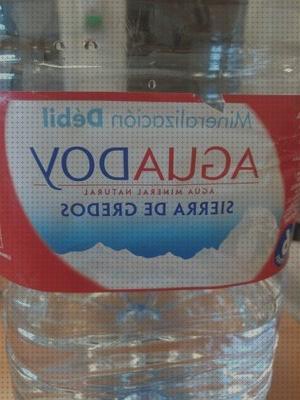 Mineralización Débil
AGUADOY
AGUA MINERAL NATURAL
SIERRA DE GREDOS